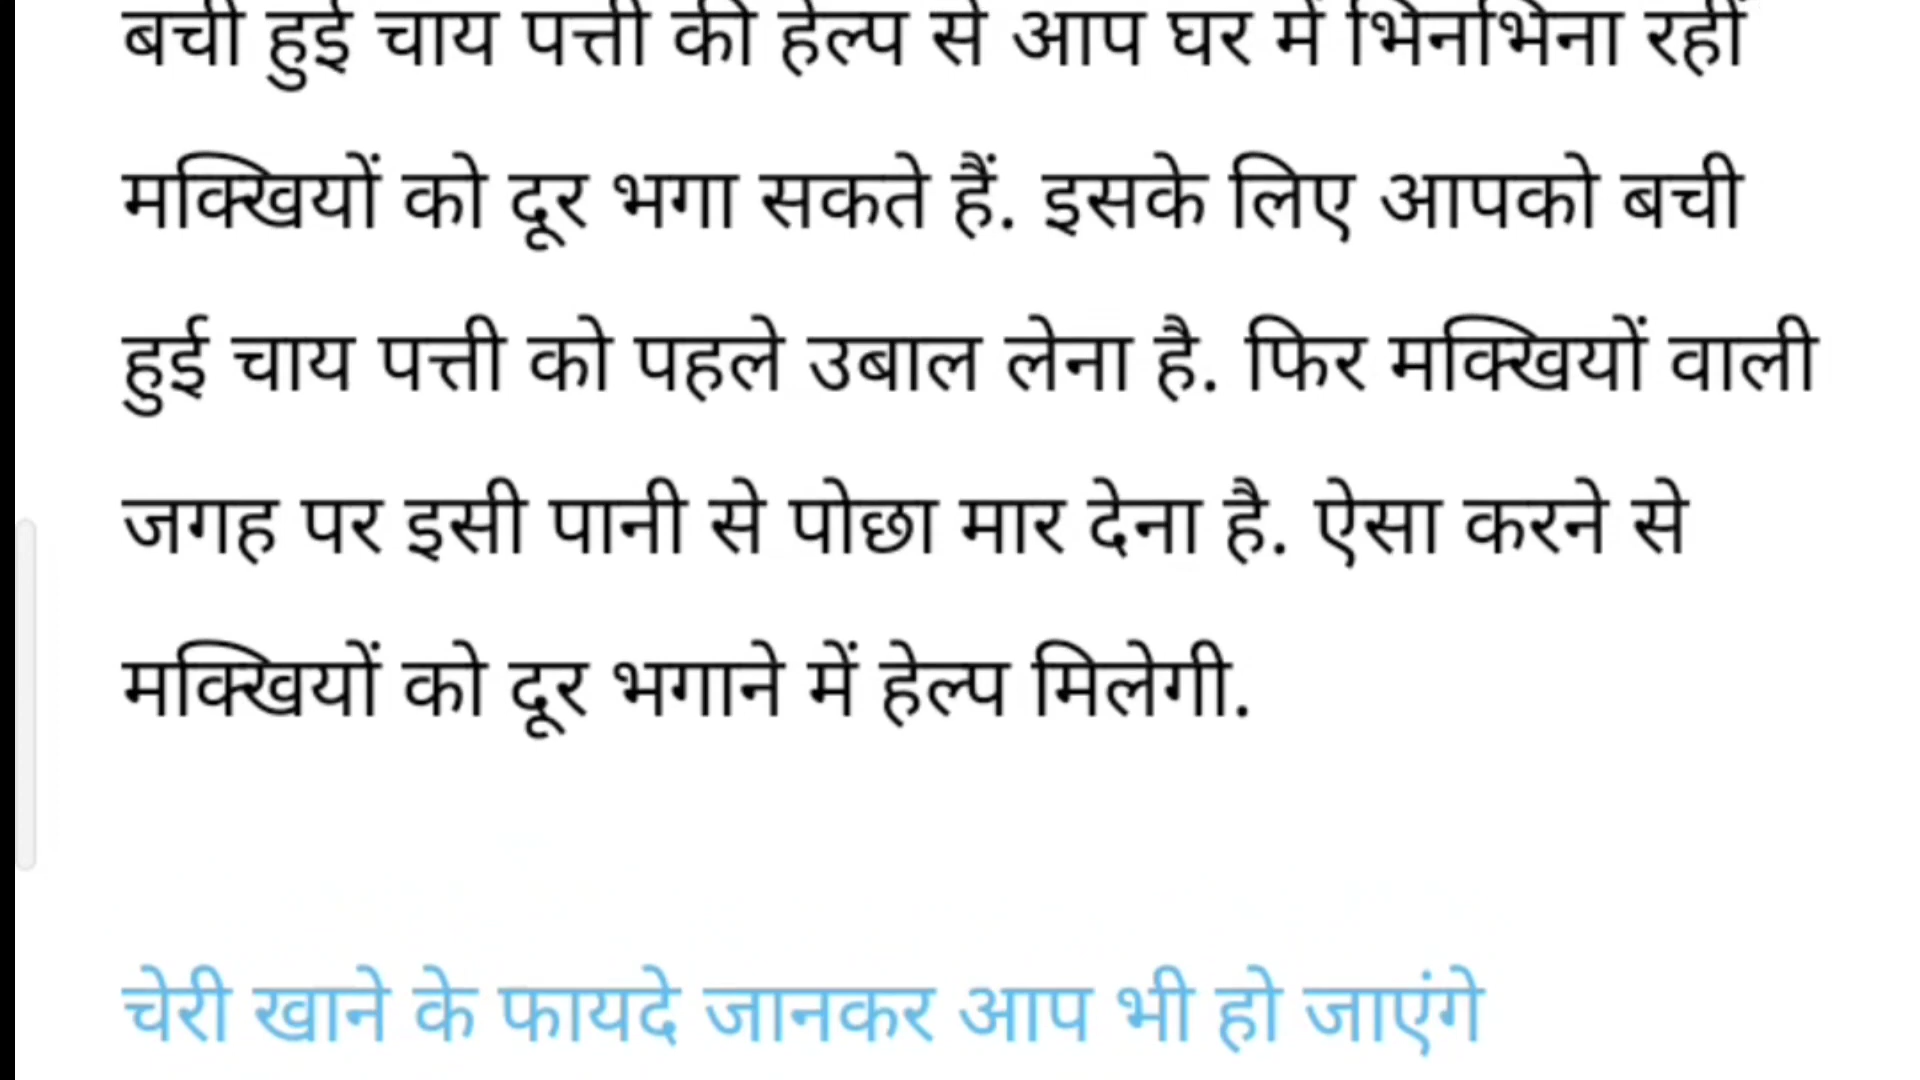 बची हुई चाय पत्ती की हेल्प से आप घर में भिनभिना रहीं
मक्खियों को दूर भगा सकते हैं. इसके लिए आपको बची
हुई चाय पत्ती को पहले उबाल लेना है. फिर मक्खियों वाली
जगह पर इसी पानी से पोछा मार देना है. ऐसा करने से
मक्खियों को दूर भगाने में हेल्प मिलेगी.
चेरी खाने के फायदे जानकर आप भी हो जाएंगे